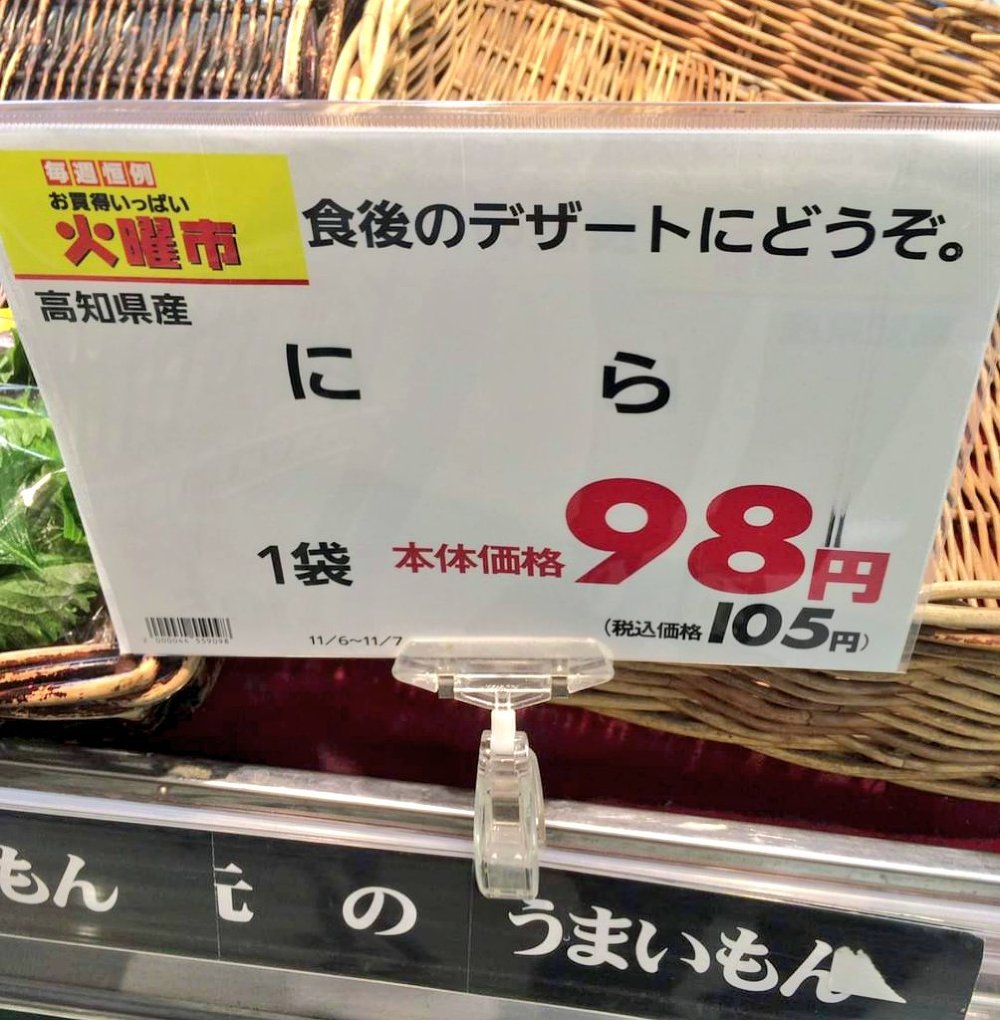 毎週恒例
お買得いっぱい
火曜市
食後のデザートにどうぞ。
高知県産
にら
1袋 本体価格 98円
(税込価格 105円)
11/6~11/7
もん 元のうまいもん